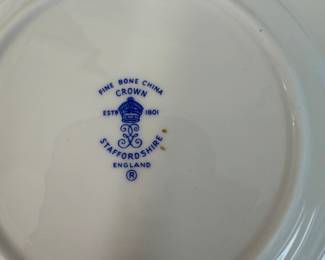 FINE BONE CHINA
CROWN
ESTD 1801
STAFFORDSHIRE
ENGLAND
®